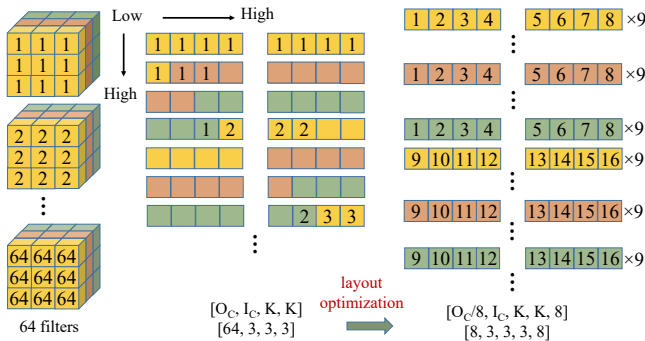 Low High
High
1 1 1
1 1 1
1 1 1
2 2 2
2 2 2
2 2 2
64 64 64
64 64 64
64 64 64
64 filters
1 1 1 1 1 1 1 1
1 1 1
1 2 2 2
2 3 3
[O_C, I_C, K, K]
[64, 3, 3, 3]
layout
optimization
1 2 3 4 5 6 7 8 ×9
1 2 3 4 5 6 7 8 ×9
1 2 3 4 5 6 7 8 ×9
9 10 11 12 13 14 15 16 ×9
9 10 11 12 13 14 15 16 ×9
9 10 11 12 13 14 15 16 ×9
[O_C/8, I_C, K, K, 8]
[8, 3, 3, 3, 8]